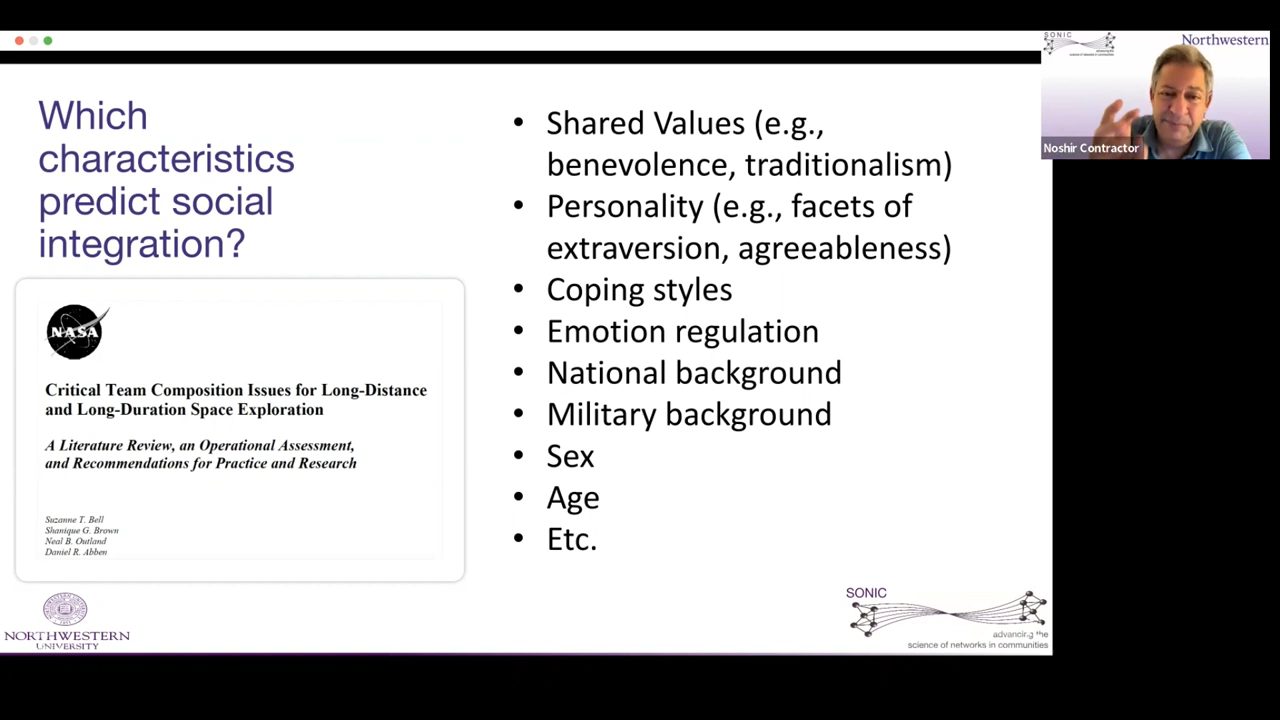 Which
characteristics
predict social
integration?
NASA
Critical Team Composition Issues for Long-Distance
and Long-Duration Space Exploration
A Literature Review, an Operational Assessment,
and Recommendations for Practice and Research
Suzanne T. Bell
Shanique G. Brown
Neal B. Outland
Daniel R. Abben
NORTHWESTERN
UNIVERSITY
• Shared Values (e.g.,
benevolence, traditionalism)
• Personality (e.g., facets of
extraversion, agreeableness)
• Coping styles
• Emotion regulation
• National background
• Military background
• Sex
• Age
• Etc.
SONIC
advancing the
science of networks in communities
SONIC
Northwestern
Noshir Contractor